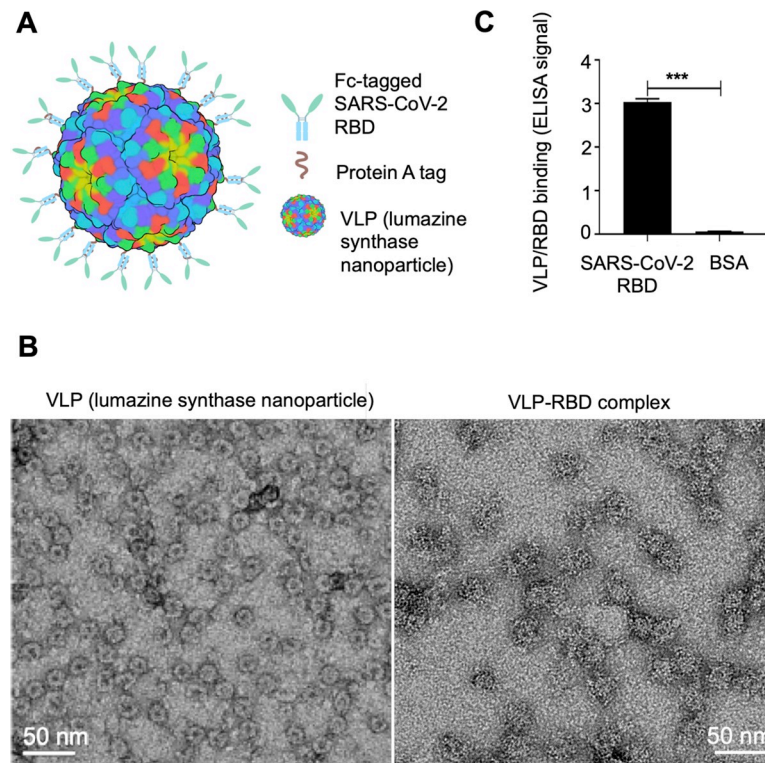 A
Fc-tagged
SARS-CoV-2
RBD
Protein A tag
VLP (lumazine
synthase
nanoparticle)
C
VLP/RBD binding (ELISA signal)
4
3
2
1
0
***
SARS-CoV-2
RBD
BSA
B
VLP (lumazine synthase nanoparticle)
VLP-RBD complex
50 nm
50 nm